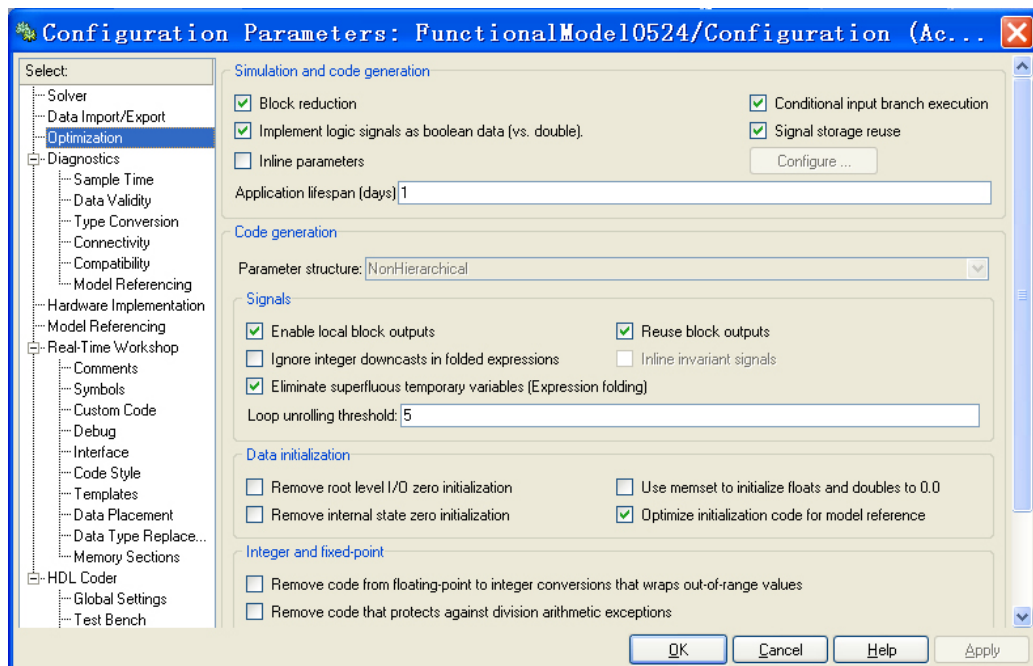 Configuration Parameters: FunctionalModel0524/Configuration (Ac...
Select:
Solver
Data Import/Export
Optimization
Diagnostics
Sample Time
Data Validity
Type Conversion
Connectivity
Compatibility
Model Referencing
Hardware Implementation
Model Referencing
Real-Time Workshop
Comments
Symbols
Custom Code
Debug
Interface
Code Style
Templates
Data Placement
Data Type Replace...
Memory Sections
HDL Coder
Global Settings
Test Bench
Simulation and code generation
Block reduction
Conditional input branch execution
Implement logic signals as boolean data (vs. double).
Signal storage reuse
Inline parameters
Configure ...
Application lifespan (days) 1
Code generation
Parameter structure: NonHierarchical
Signals
Enable local block outputs
Reuse block outputs
Ignore integer downcasts in folded expressions
Inline invariant signals
Eliminate superfluous temporary variables (Expression folding)
Loop unrolling threshold: 5
Data initialization
Remove root level I/O zero initialization
Use memset to initialize floats and doubles to 0.0
Remove internal state zero initialization
Optimize initialization code for model reference
Integer and fixed-point
Remove code from floating-point to integer conversions that wraps out-of-range values
Remove code that protects against division arithmetic exceptions
OK
Cancel
Help
Apply